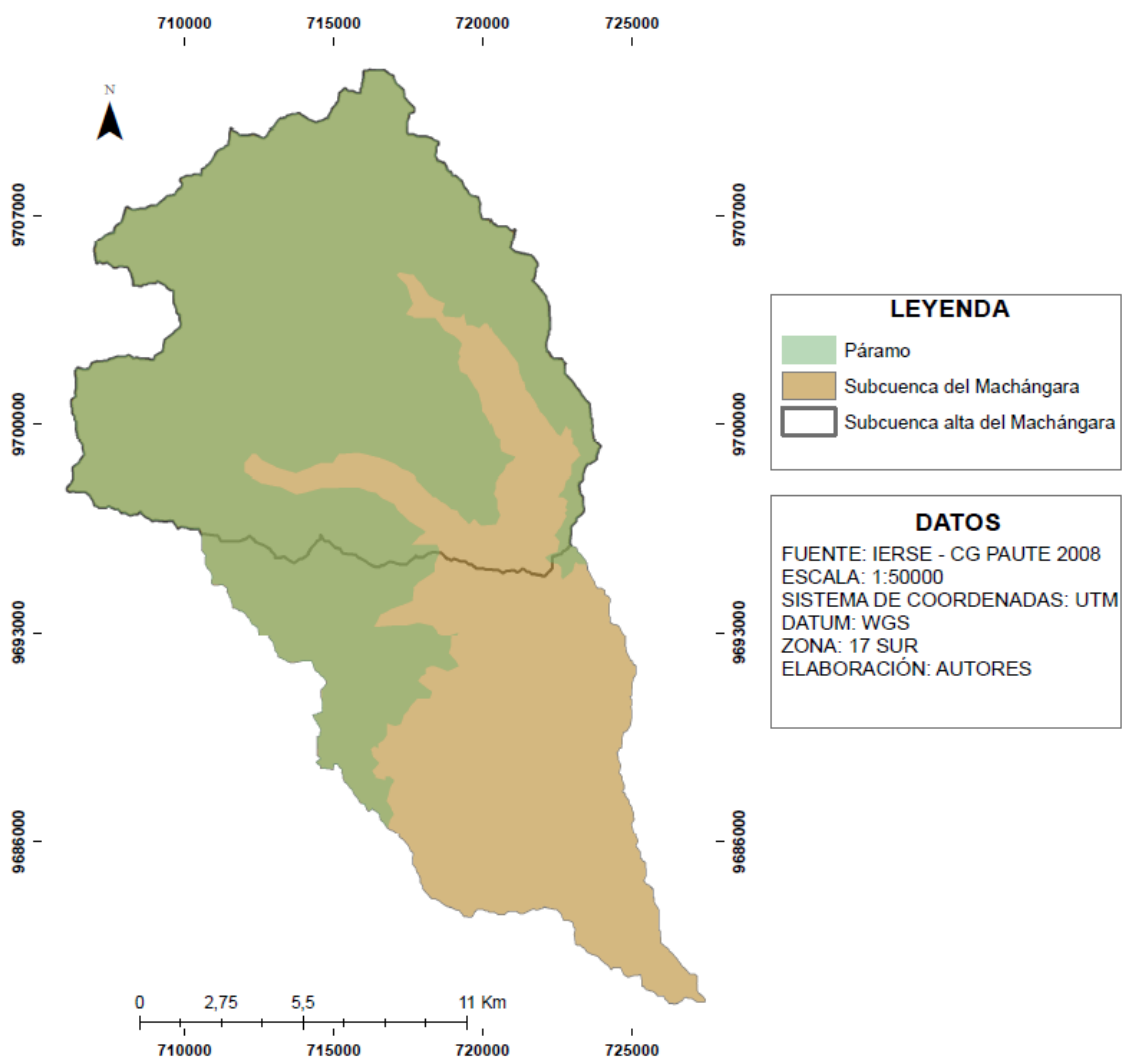 710000 715000 720000 725000
N
9707000 9707000
9700000 9700000
9693000 9693000
9686000 9686000
LEYENDA
Páramo
Subcuenca del Machángara
Subcuenca alta del Machángara
DATOS
FUENTE: IERSE - CG PAUTE 2008
ESCALA: 1:50000
SISTEMA DE COORDENADAS: UTM
DATUM: WGS
ZONA: 17 SUR
ELABORACIÓN: AUTORES
0 2,75 5,5 11 Km
710000 715000 720000 725000